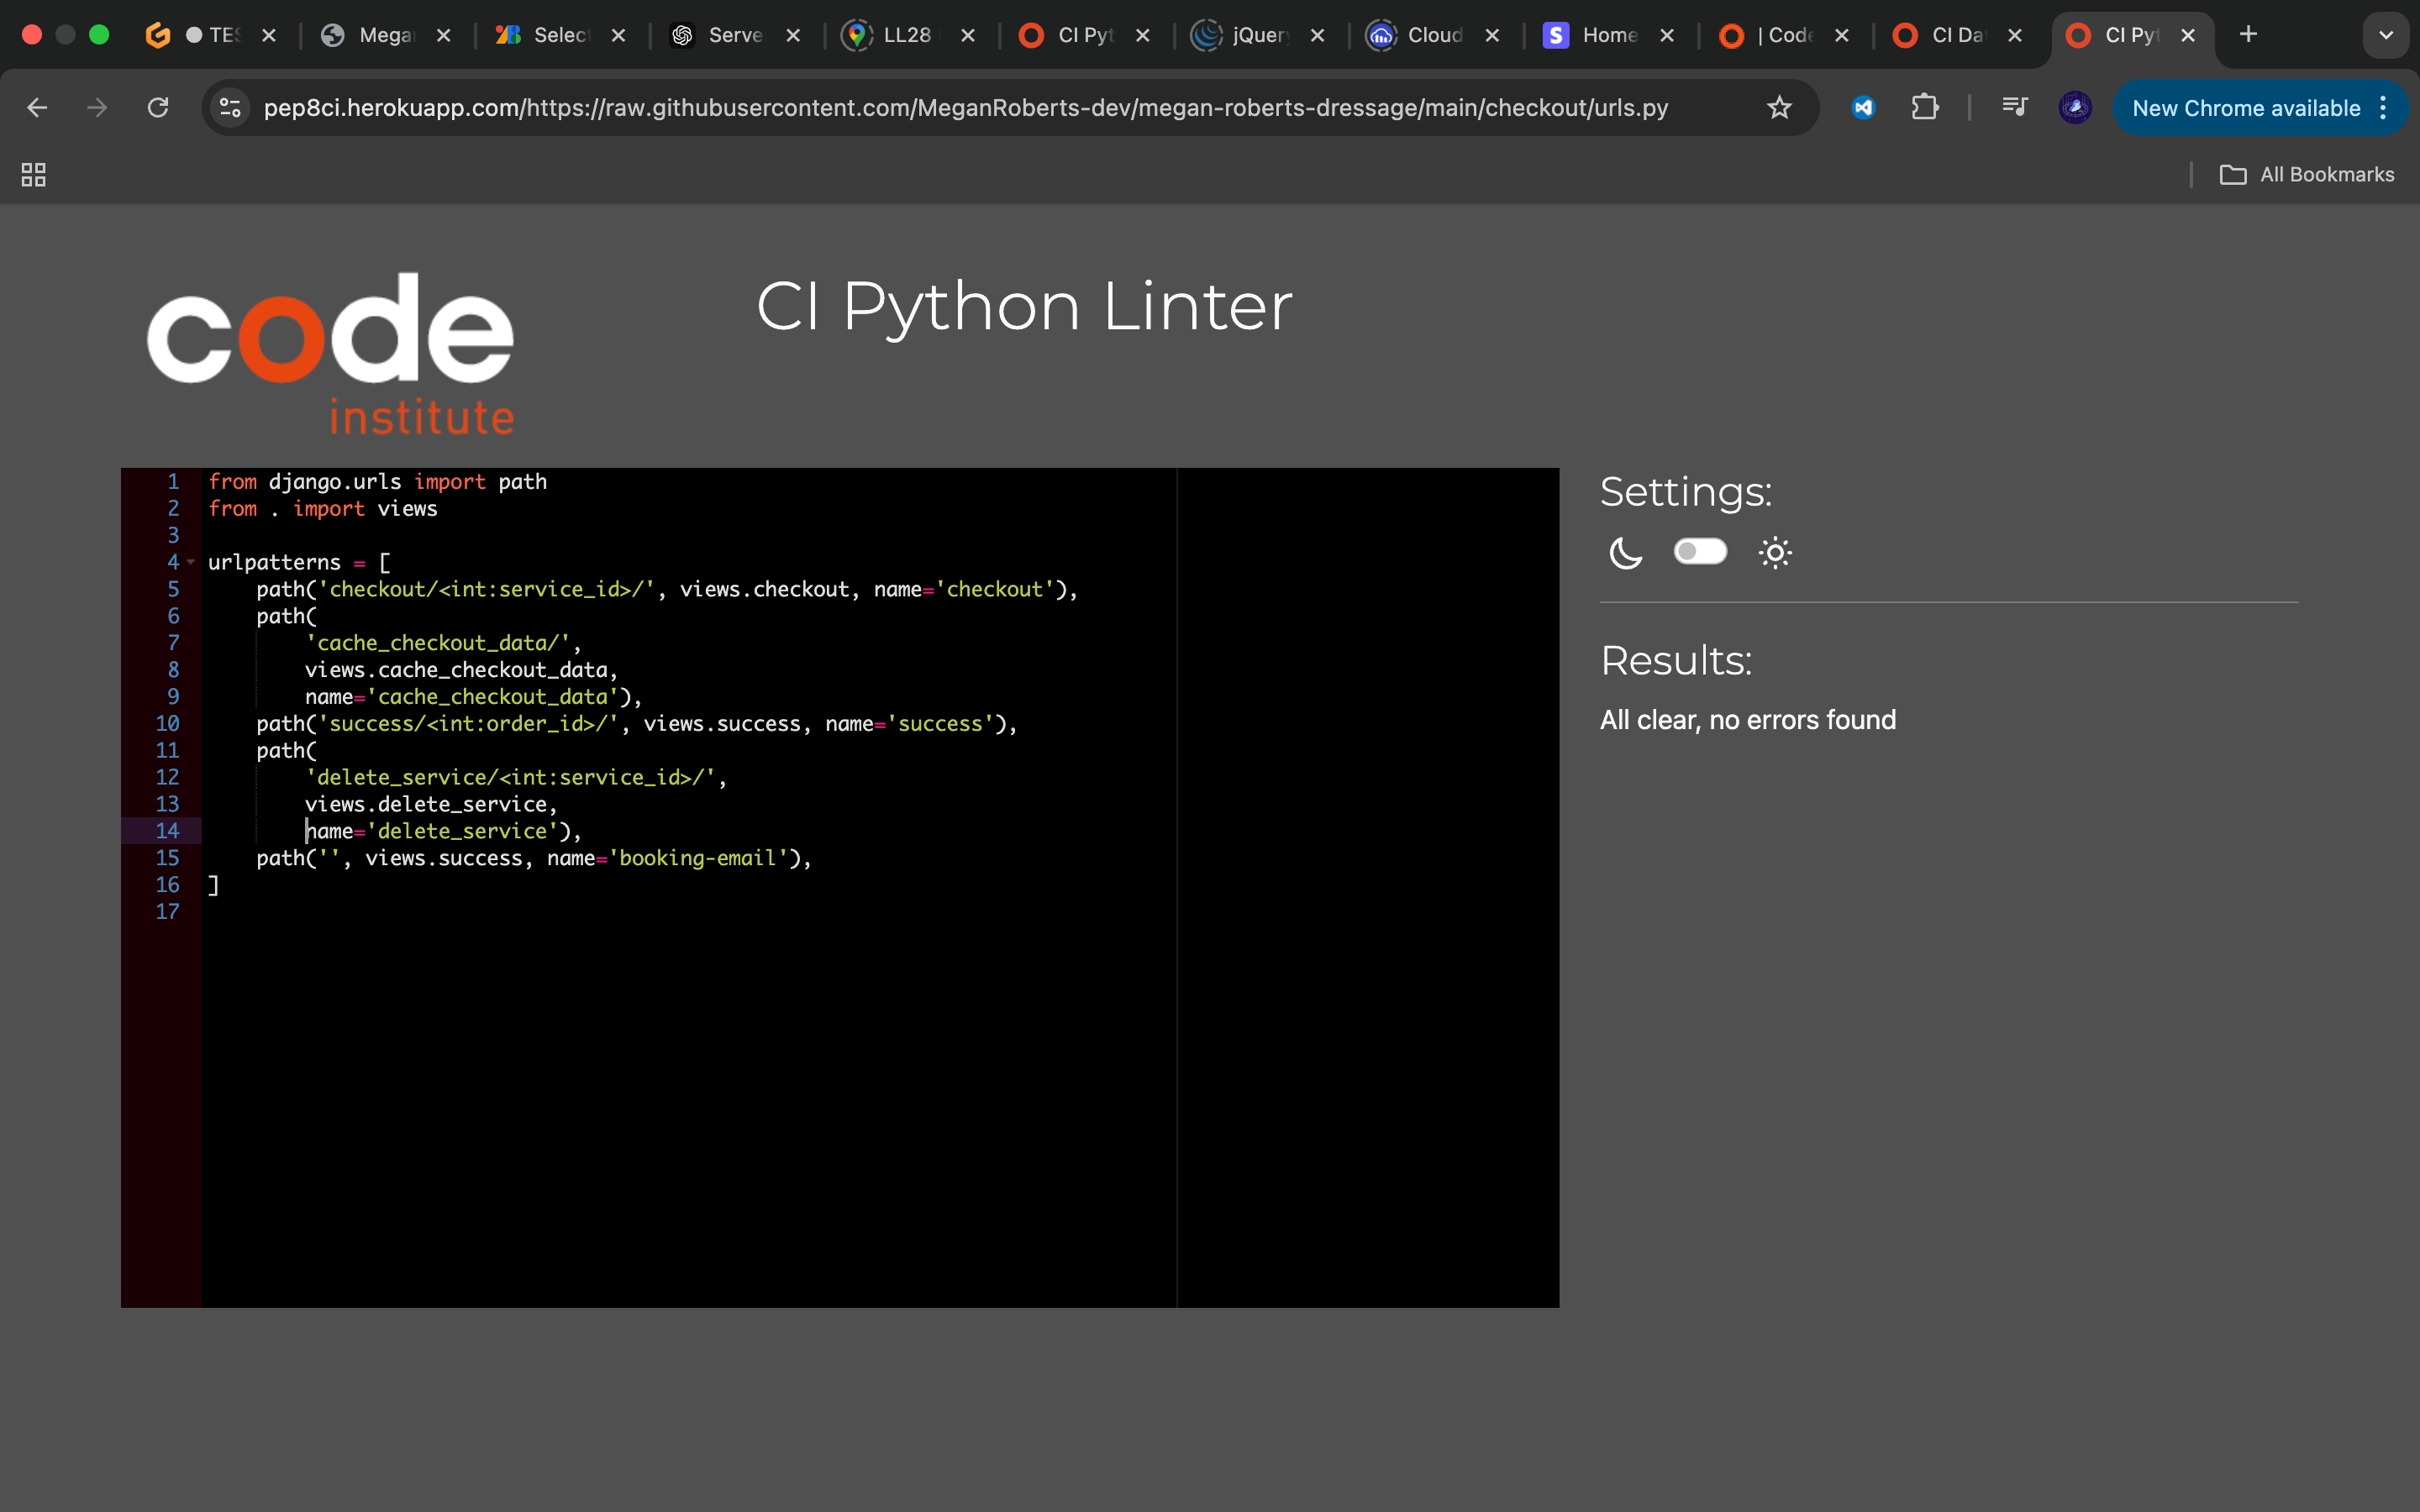 TES
Megar
Select
Serve
LL28
CI Pyt
jQuery
Cloud
Home
| Code
CI Da
CI Pyt
pep8ci.herokuapp.com/https://raw.githubusercontent.com/MeganRoberts-dev/megan-roberts-dressage/main/checkout/urls.py
New Chrome available
All Bookmarks
code
institute
CI Python Linter
1 from django.urls import path
2 from . import views
3
4 urlpatterns = [
5     path('checkout/<int:service_id>/', views.checkout, name='checkout'),
6     path(
7         'cache_checkout_data/',
8         views.cache_checkout_data,
9         name='cache_checkout_data'),
10     path('success/<int:order_id>/', views.success, name='success'),
11     path(
12         'delete_service/<int:service_id>/',
13         views.delete_service,
14         name='delete_service'),
15     path('', views.success, name='booking-email'),
16 ]
17
Settings:
Results:
All clear, no errors found